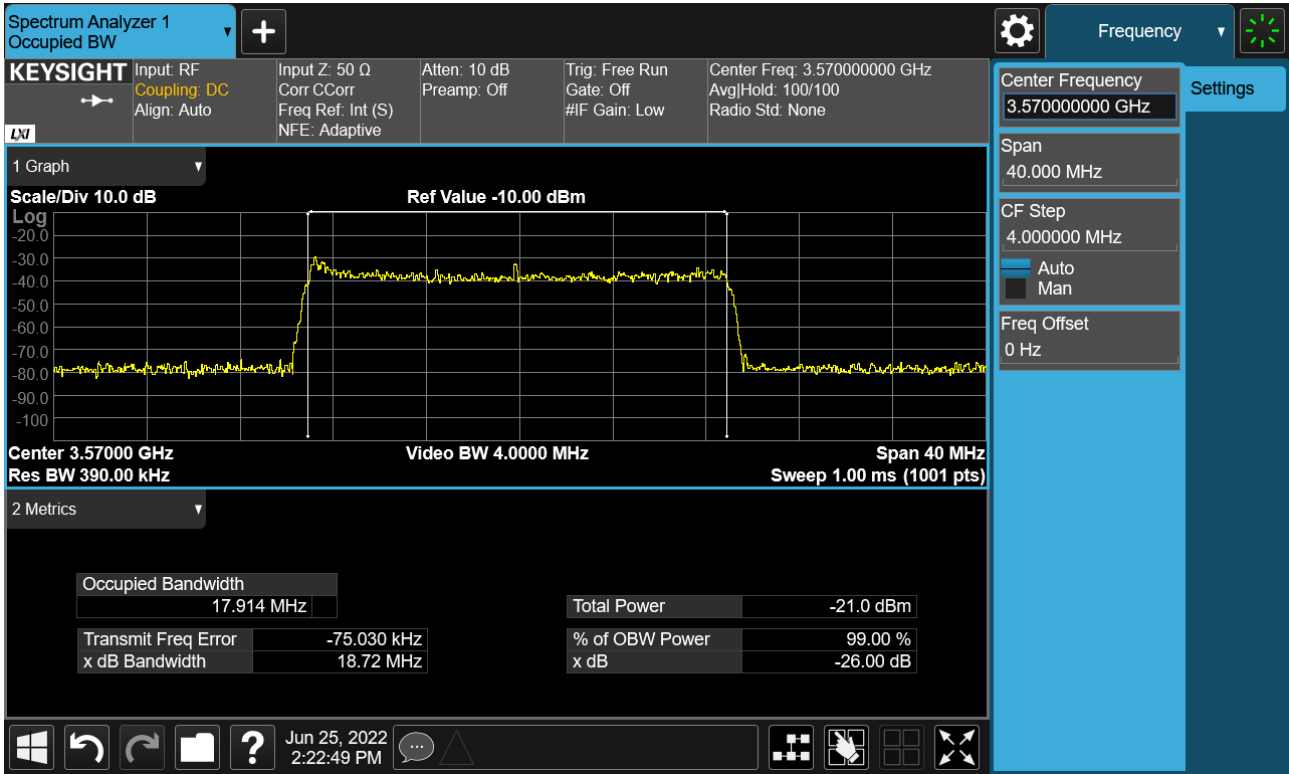 Spectrum Analyzer 1
Occupied BW
+
Frequency
KEYSIGHT
LXI
Input: RF
Coupling: DC
Align: Auto
Input Z: 50 Ω
Corr CCorr
Freq Ref: Int (S)
NFE: Adaptive
Atten: 10 dB
Preamp: Off
Trig: Free Run
Gate: Off
#IF Gain: Low
Center Freq: 3.570000000 GHz
Avg|Hold: 100/100
Radio Std: None
Center Frequency
3.570000000 GHz
Settings
Span
40.000 MHz
CF Step
4.000000 MHz
Auto
Man
Freq Offset
0 Hz
1 Graph
Scale/Div 10.0 dB
Ref Value -10.00 dBm
Log
-20.0
-30.0
-40.0
-50.0
-60.0
-70.0
-80.0
-90.0
-100
Center 3.57000 GHz
Video BW 4.0000 MHz
Span 40 MHz
Res BW 390.00 kHz
Sweep 1.00 ms (1001 pts)
2 Metrics
Occupied Bandwidth
17.914 MHz
Total Power -21.0 dBm
Transmit Freq Error -75.030 kHz
% of OBW Power 99.00 %
x dB Bandwidth 18.72 MHz
x dB -26.00 dB
?
Jun 25, 2022
2:22:49 PM